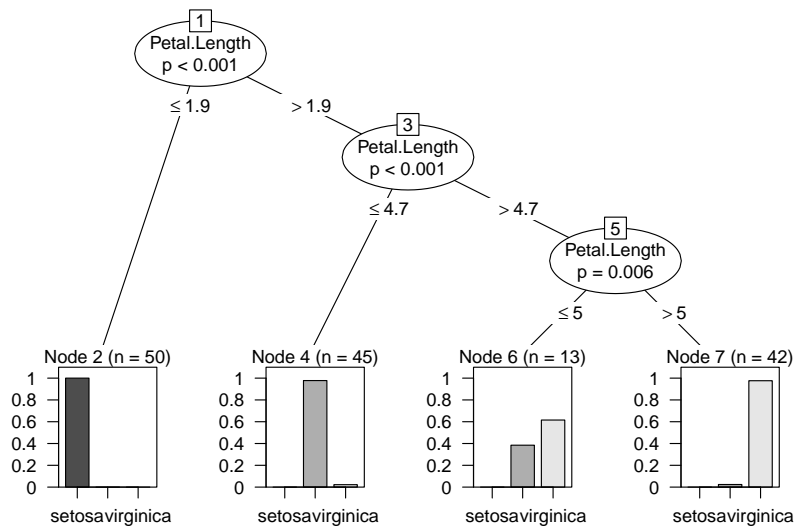 1
Petal.Length
p < 0.001
≤ 1.9
> 1.9
3
Petal.Length
p < 0.001
≤ 4.7
> 4.7
5
Petal.Length
p = 0.006
≤ 5
> 5
Node 2 (n = 50)
1
0.8
0.6
0.4
0.2
0
setosavirginica
Node 4 (n = 45)
1
0.8
0.6
0.4
0.2
0
setosavirginica
Node 6 (n = 13)
1
0.8
0.6
0.4
0.2
0
setosavirginica
Node 7 (n = 42)
1
0.8
0.6
0.4
0.2
0
setosavirginica